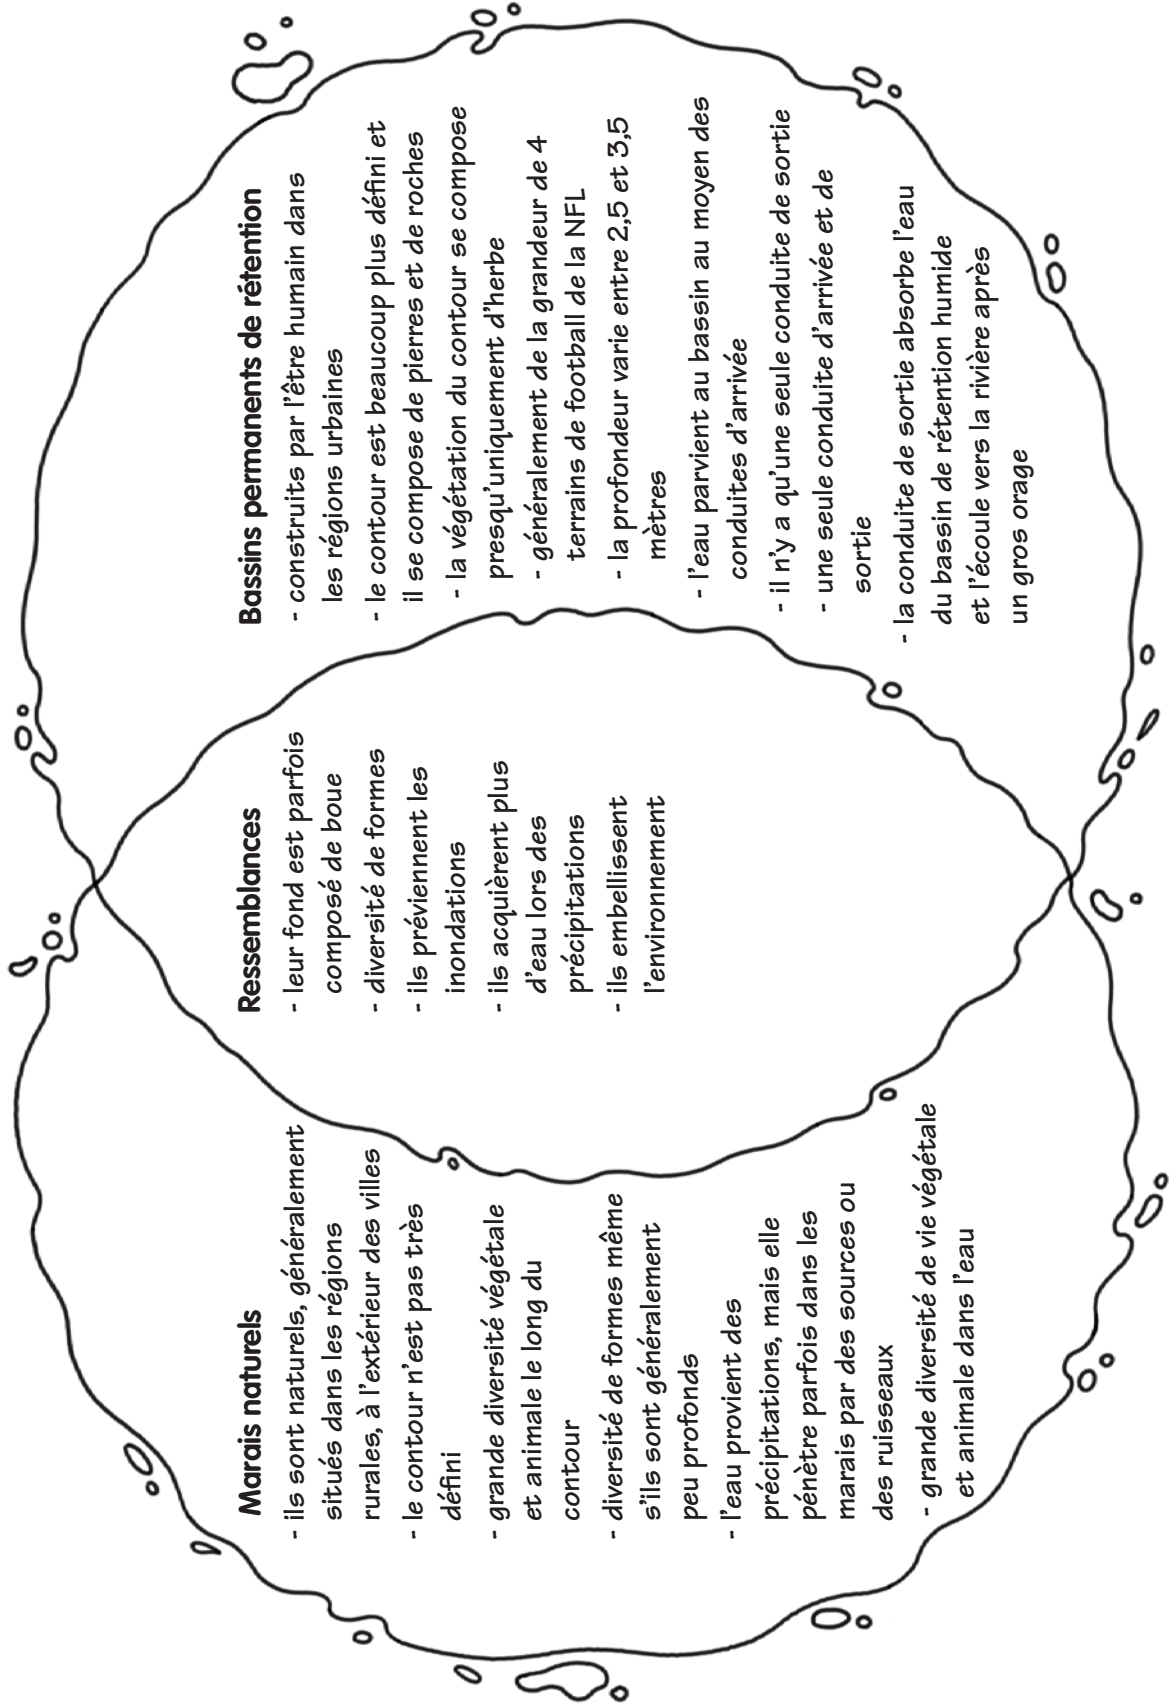 Marais naturels
- ils sont naturels, généralement
situés dans les régions
rurales, à l'extérieur des villes
- le contour n'est pas très
défini
- grande diversité végétale
et animale le long du
contour
- diversité de formes même
s'ils sont généralement
peu profonds
- l'eau provient des
précipitations, mais elle
pénètre parfois dans les
marais par des sources ou
des ruisseaux
- grande diversité de vie végétale
et animale dans l'eau
Ressemblances
- leur fond est parfois
composé de boue
- diversité de formes
- ils préviennent les
inondations
- ils acquièrent plus
d'eau lors des
précipitations
- ils embellissent
l'environnement
Bassins permanents de rétention
- construits par l'être humain dans
les régions urbaines
- le contour est beaucoup plus défini et
il se compose de pierres et de roches
- la végétation du contour se compose
presqu'uniquement d'herbe
- généralement de la grandeur de 4
terrains de football de la NFL
- la profondeur varie entre 2,5 et 3,5
mètres
- l'eau parvient au bassin au moyen des
conduites d'arrivée
- il n'y a qu'une seule conduite de sortie
- une seule conduite d'arrivée et de
sortie
- la conduite de sortie absorbe l'eau
du bassin de rétention humide
et l'écoule vers la rivière après
un gros orage